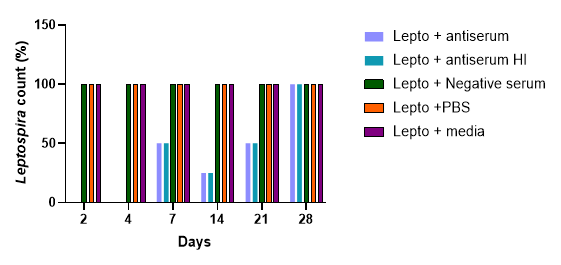 Leptospira count (%)
150
100
50
0
2 4 7 14 21 28
Days
Lepto + antiserum
Lepto + antiserum HI
Lepto + Negative serum
Lepto +PBS
Lepto + media